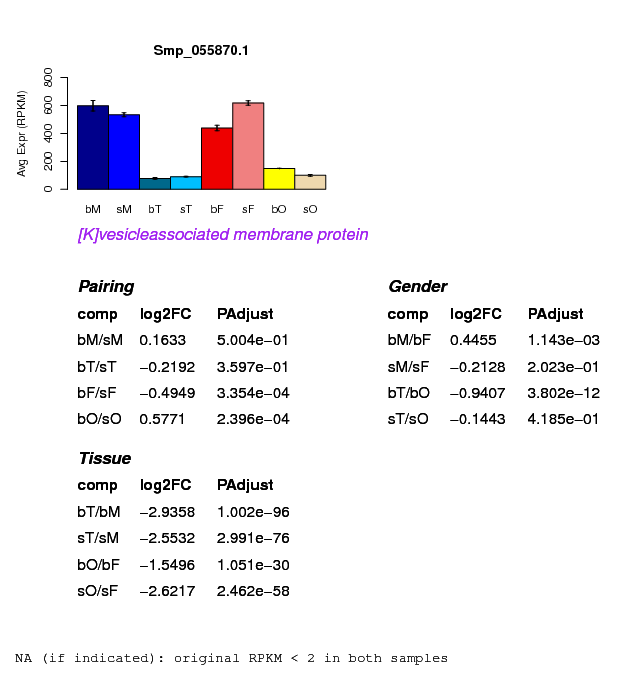 Smp_055870.1
Avg Expr (RPKM)
800
600
400
200
0
bM sM bT sT bF sF bO sO
[K]vesicleassociated membrane protein
Pairing
comp log2FC PAdjust
bM/sM 0.1633 5.004e−01
bT/sT −0.2192 3.597e−01
bF/sF −0.4949 3.354e−04
bO/sO 0.5771 2.396e−04
Gender
comp log2FC PAdjust
bM/bF 0.4455 1.143e−03
sM/sF −0.2128 2.023e−01
bT/bO −0.9407 3.802e−12
sT/sO −0.1443 4.185e−01
Tissue
comp log2FC PAdjust
bT/bM −2.9358 1.002e−96
sT/sM −2.5532 2.991e−76
bO/bF −1.5496 1.051e−30
sO/sF −2.6217 2.462e−58
NA (if indicated): original RPKM < 2 in both samples